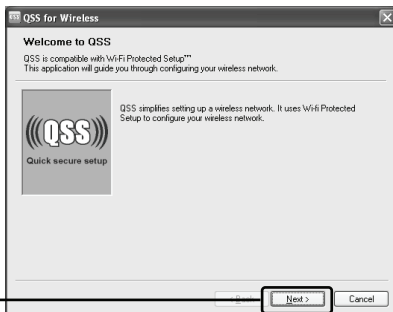 QSS for Wireless
Welcome to QSS
QSS is compatible with Wi-Fi Protected Setup™
This application will guide you through configuring your wireless network.
QSS simplifies setting up a wireless network. It uses Wi-fi Protected
Setup to configure your wireless network.
(((QSS)))
Quick secure setup
< Back
Next >
Cancel